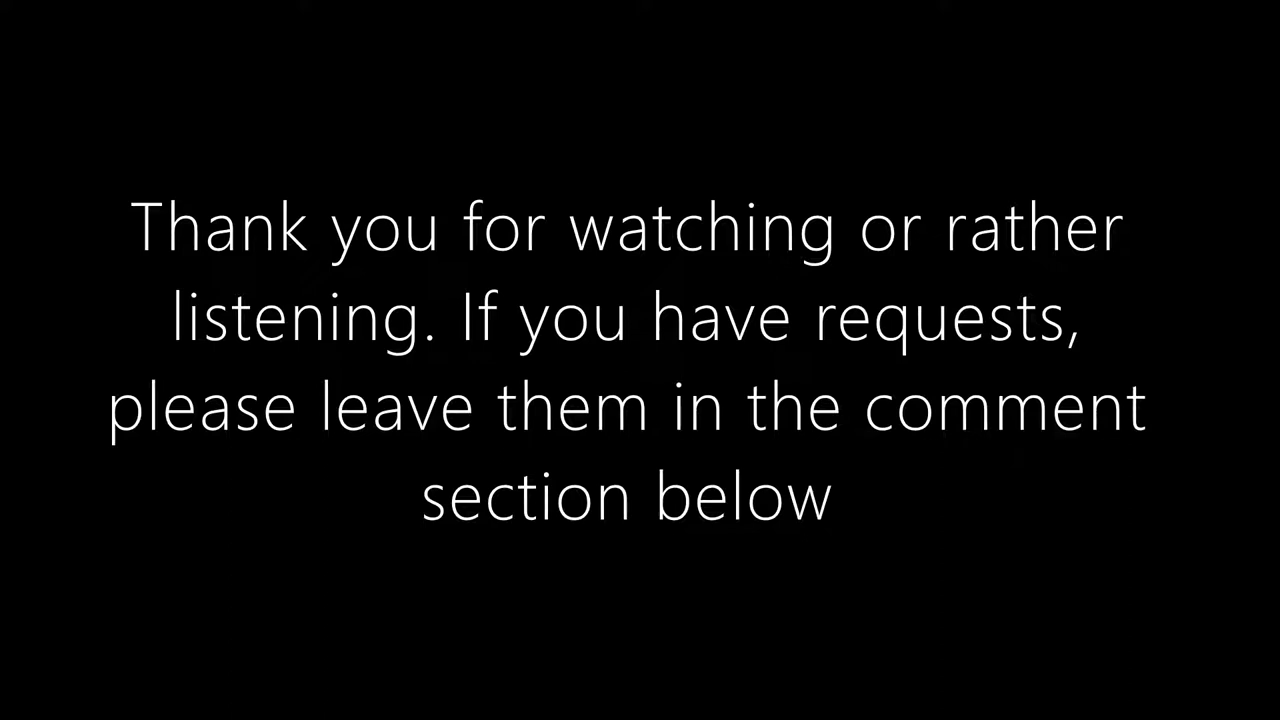 Thank you for watching or rather
listening. If you have requests,
please leave them in the comment
section below